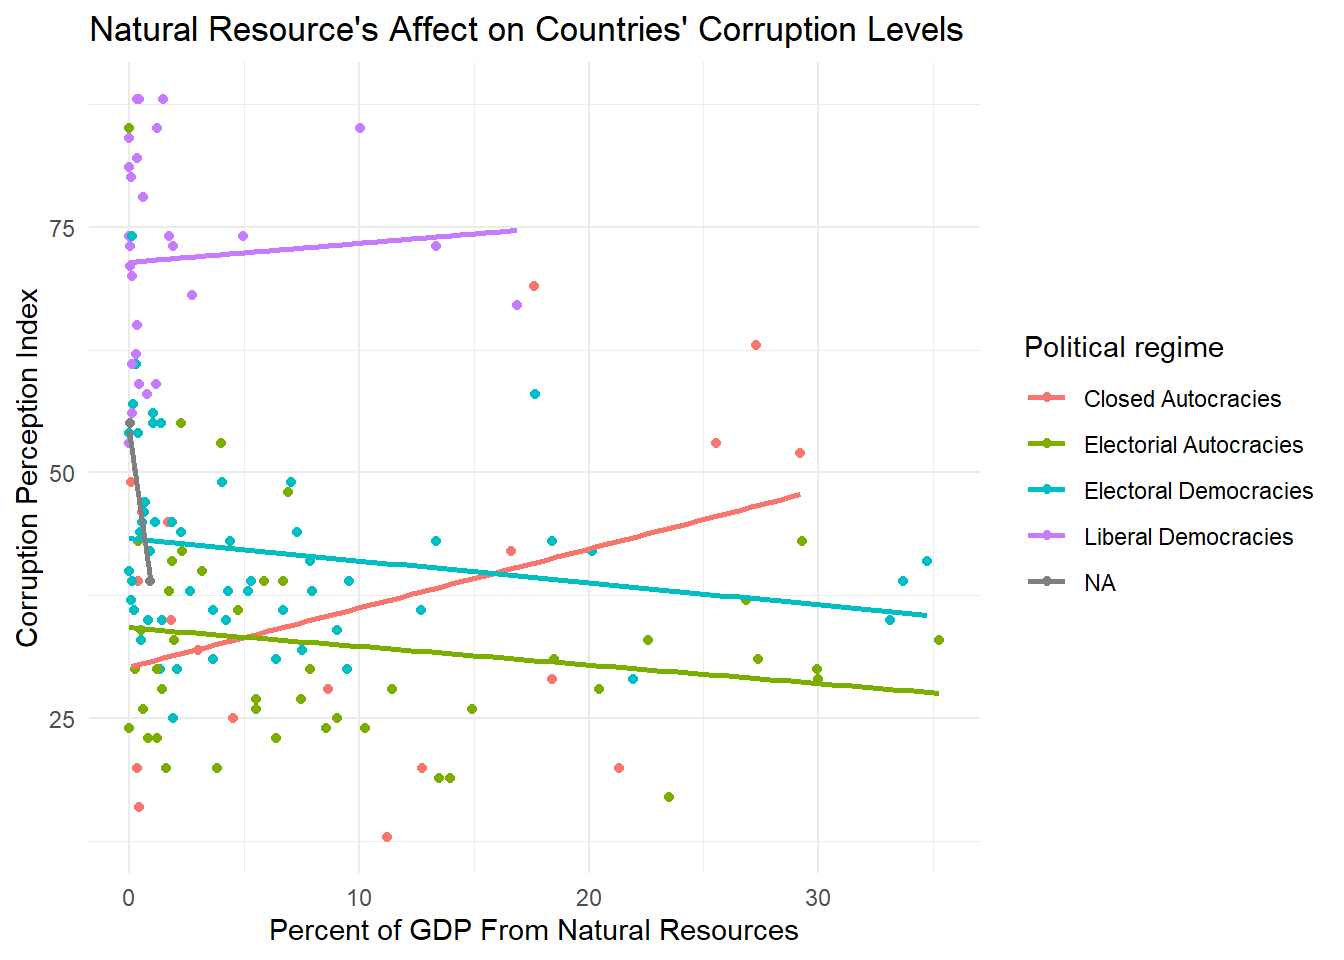 Natural Resource's Affect on Countries' Corruption Levels
Corruption Perception Index
75
50
25
0 10 20 30
Percent of GDP From Natural Resources
Political regime
Closed Autocracies
Electorial Autocracies
Electoral Democracies
Liberal Democracies
NA